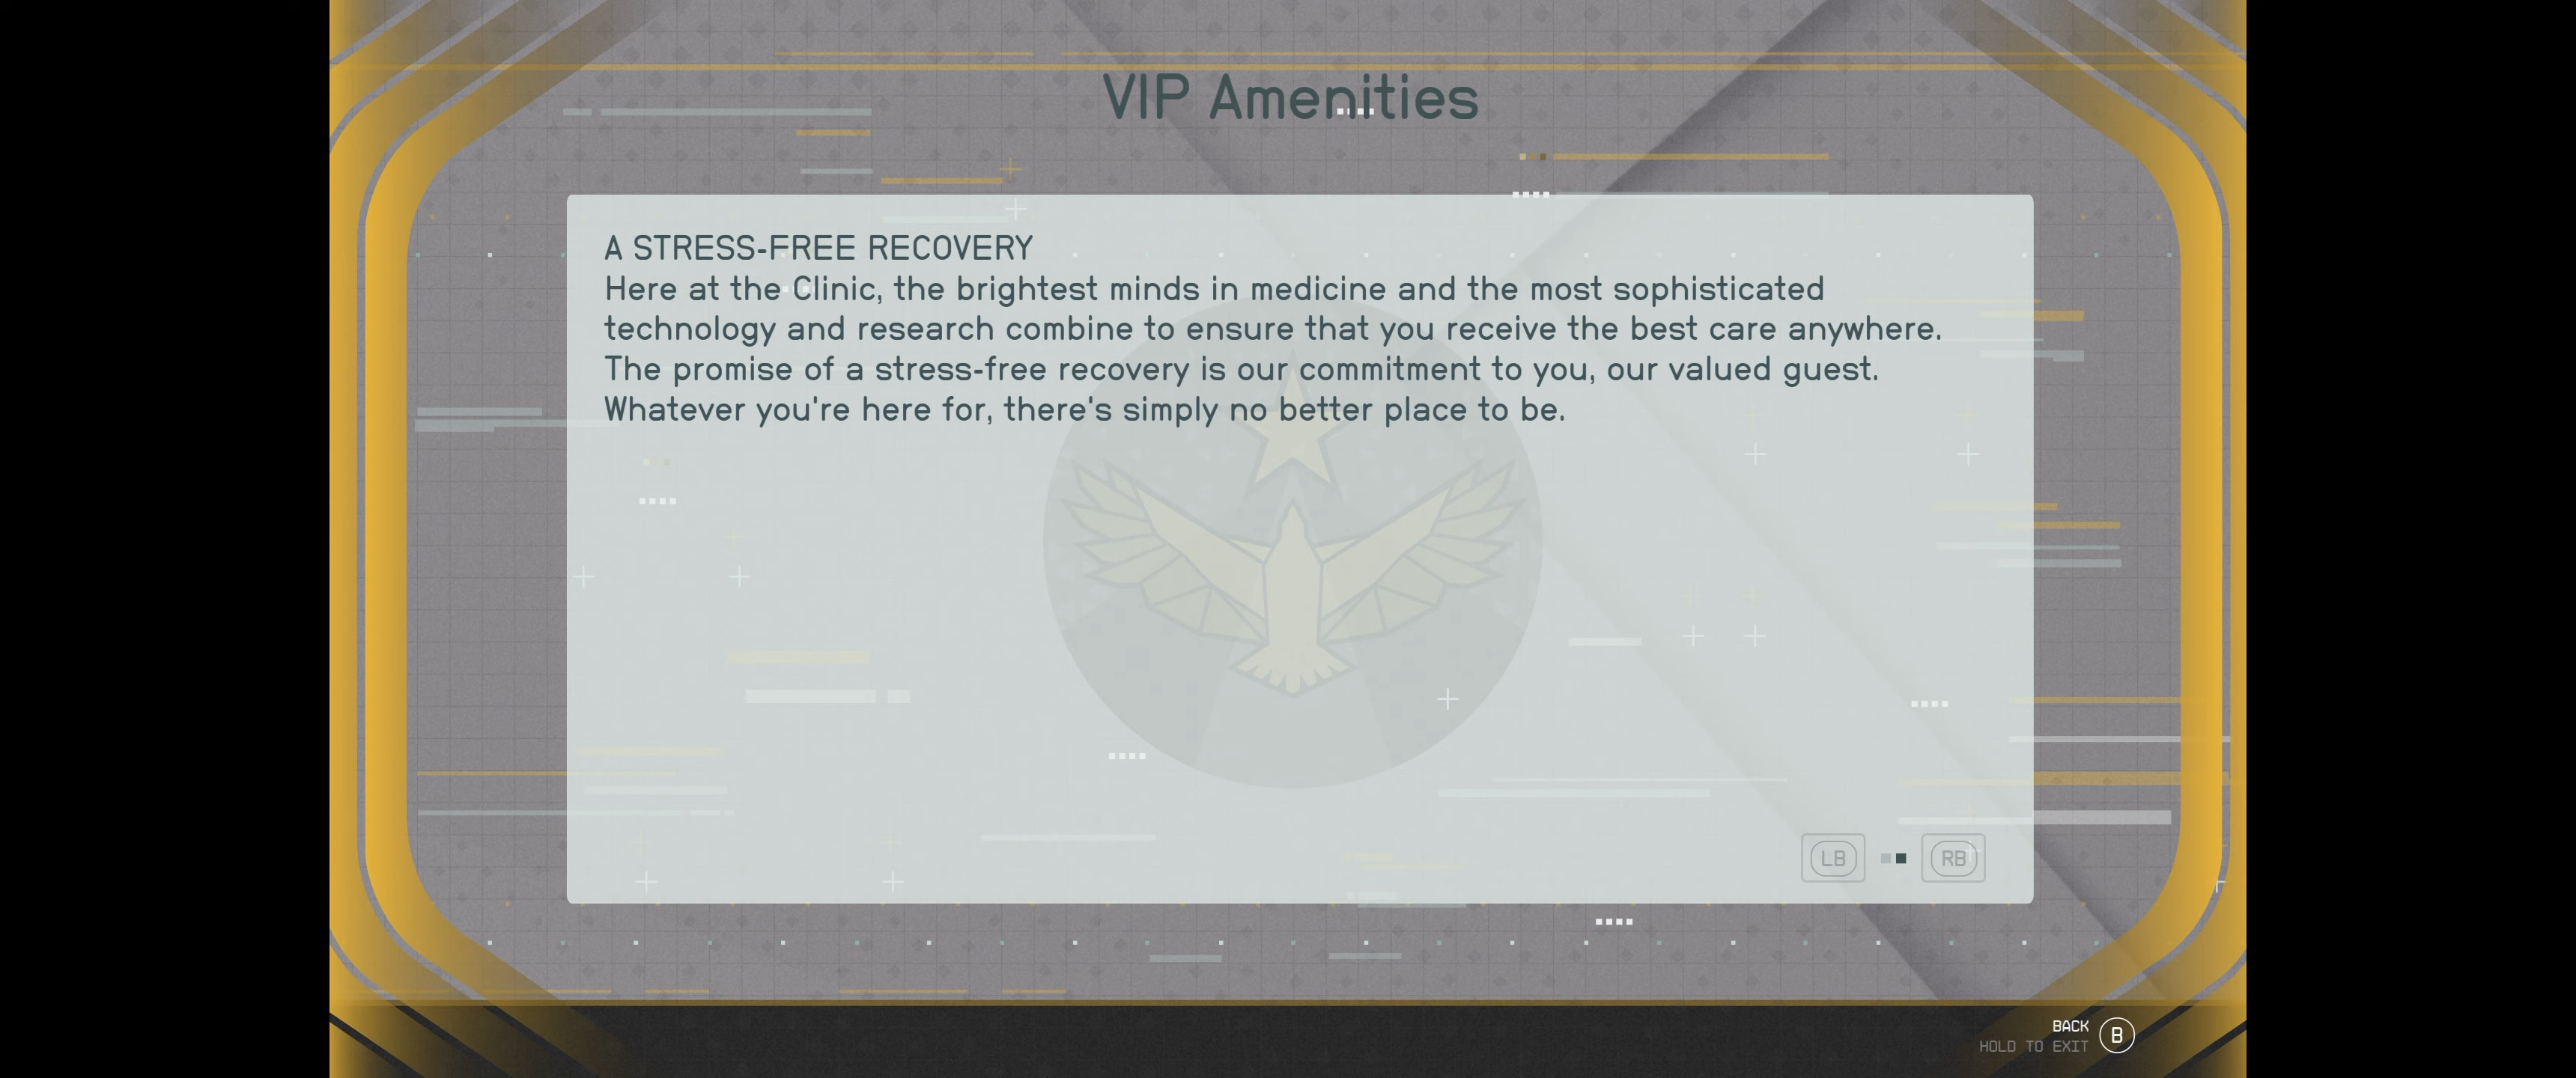 VIP Amenities
A STRESS-FREE RECOVERY
Here at the Clinic, the brightest minds in medicine and the most sophisticated
technology and research combine to ensure that you receive the best care anywhere.
The promise of a stress-free recovery is our commitment to you, our valued guest.
Whatever you're here for, there's simply no better place to be.
LB RB
BACK B
HOLD TO EXIT